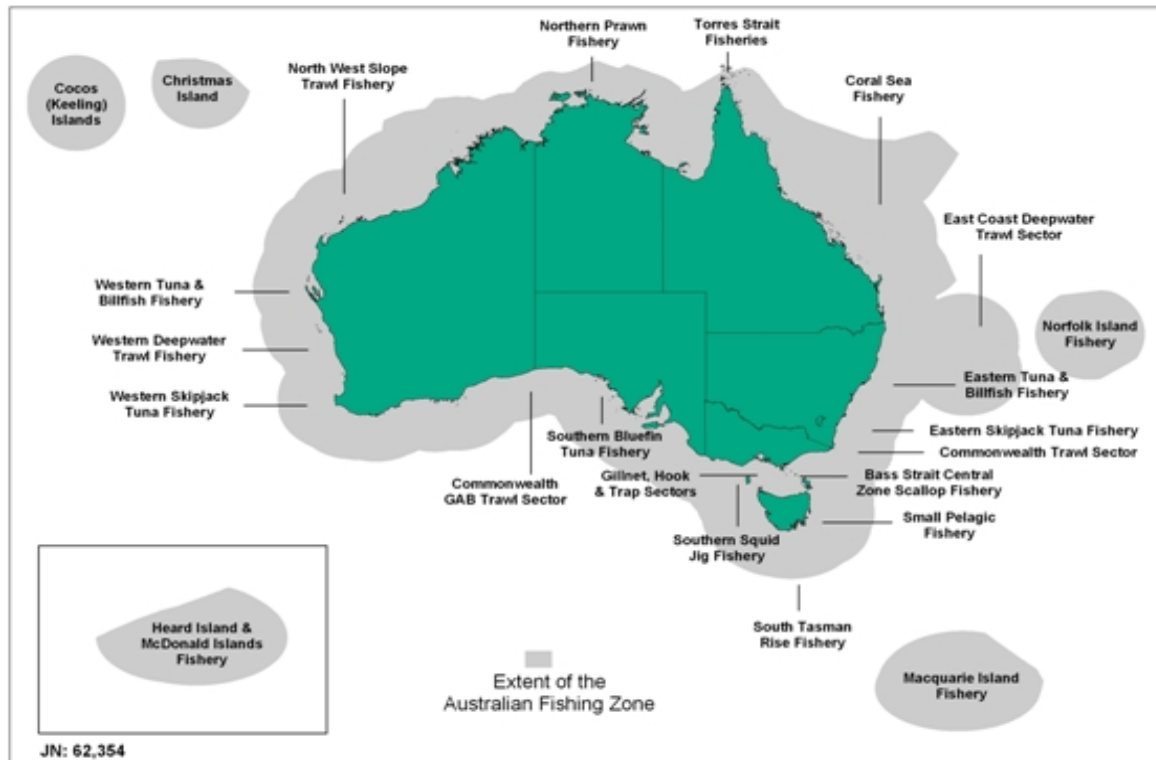 Northern Prawn
Fishery
Torres Strait
Fisheries
North West Slope
Trawl Fishery
Cocos
(Keeling)
Islands
Christmas
Island
Coral Sea
Fishery
East Coast Deepwater
Trawl Sector
Western Tuna &
Billfish Fishery
Norfolk Island
Fishery
Western Deepwater
Trawl Fishery
Eastern Tuna &
Billfish Fishery
Western Skipjack
Tuna Fishery
Southern Bluefin
Tuna Fishery
Eastern Skipjack Tuna Fishery
Commonwealth Trawl Sector
Commonwealth
GAB Trawl Sector
Gillnet, Hook
& Trap Sectors
Bass Strait Central
Zone Scallop Fishery
Small Pelagic
Fishery
Southern Squid
Jig Fishery
South Tasman
Rise Fishery
Heard Island &
McDonald Islands
Fishery
Macquarie Island
Fishery
Extent of the
Australian Fishing Zone
JN: 62,354